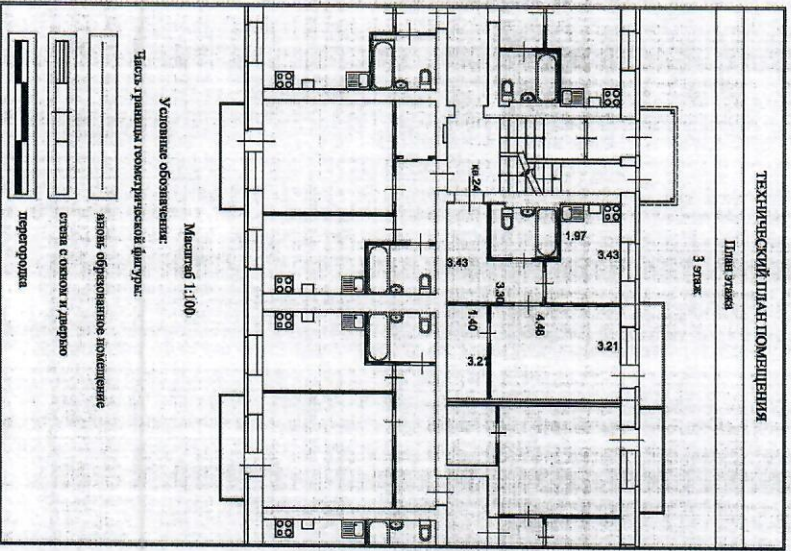 ТЕХНИЧЕСКИЙ ПЛАН ПОМЕЩЕНИЯ
План этажа
3 этаж
3.43
3.21
1.97
4.48
кв.24
3.30
3.43
1.40
3.21
Масштаб 1:100
Условные обозначения:
Часть границы геометрической фигуры:
вновь образованное помещение
стена с окном и дверью
перегородка